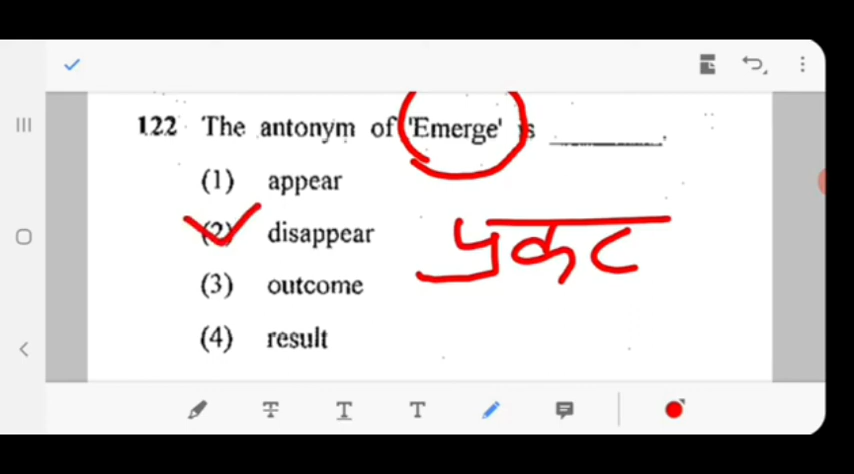 122 The antonym of 'Emerge' is ________.
(1) appear
(2) disappear
प्रकट
(3) outcome
(4) result